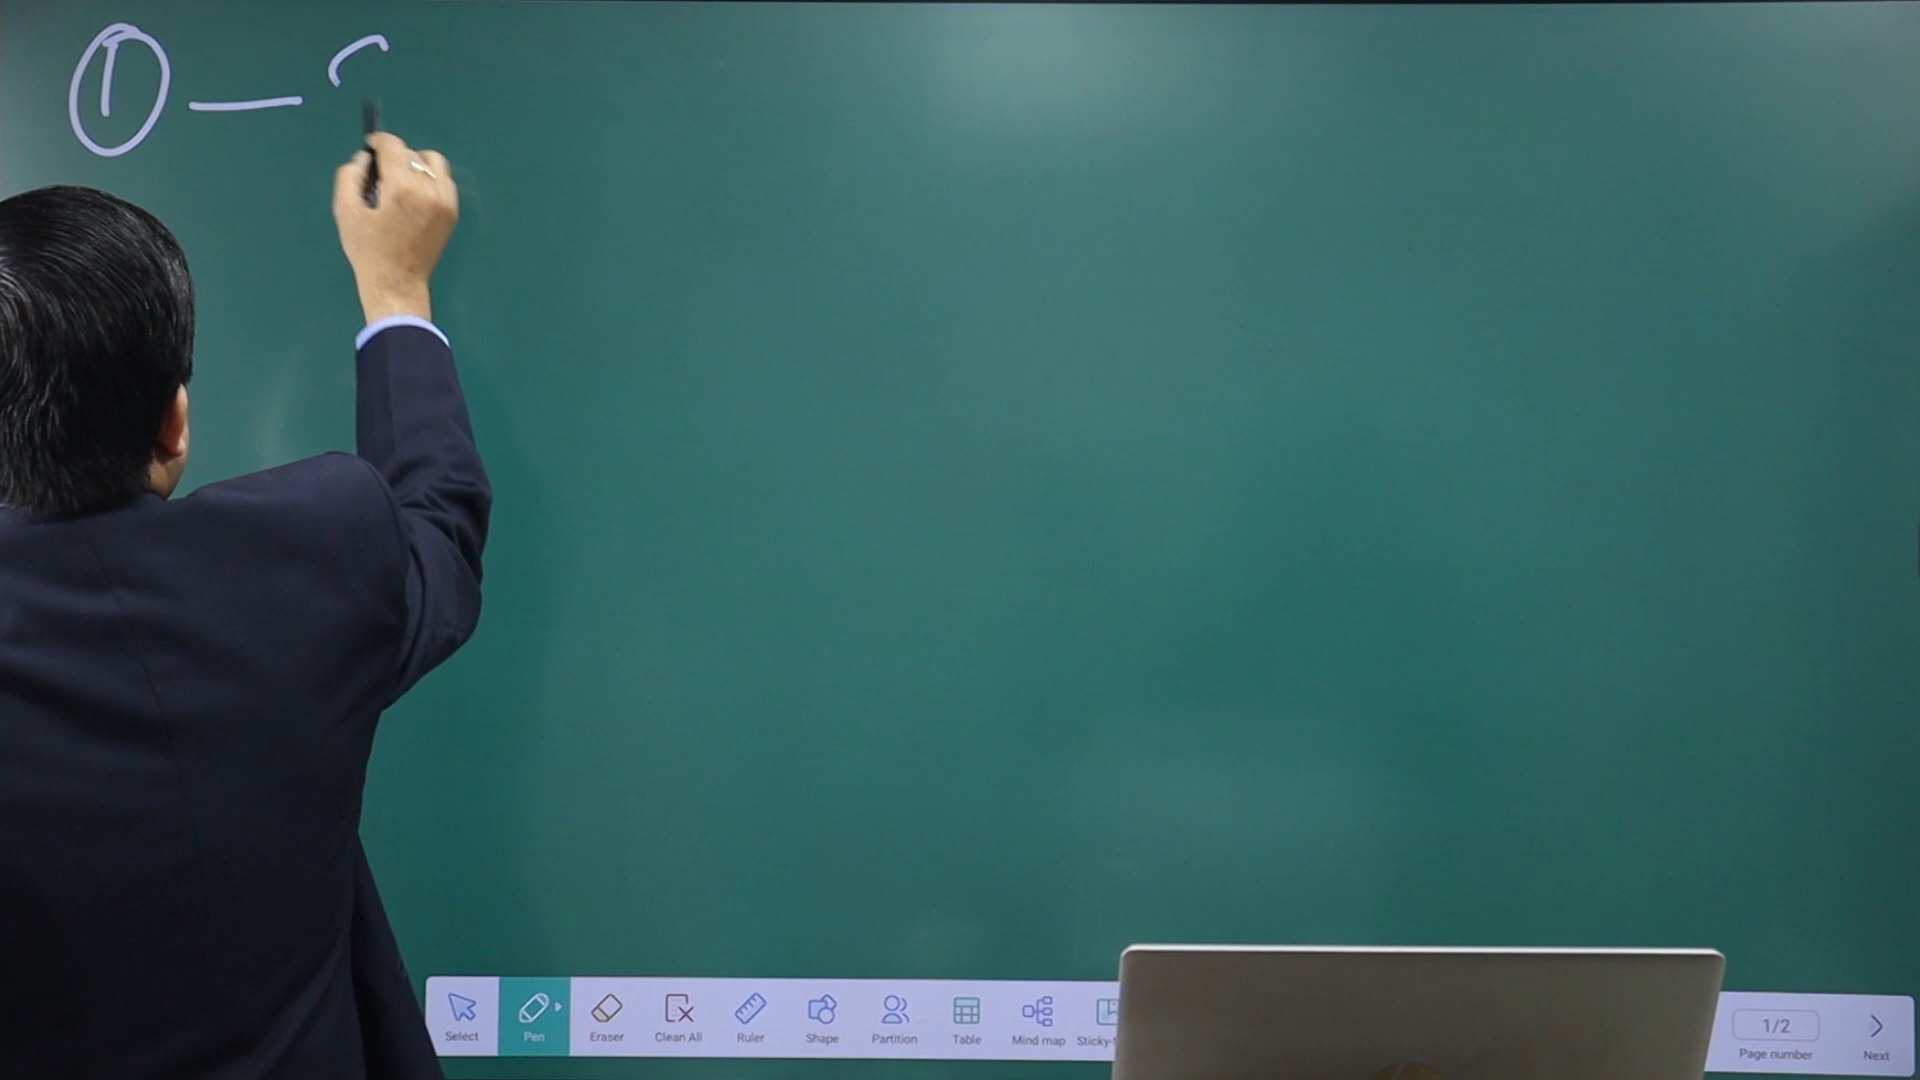 ① —
Select Pen Eraser Clean All Ruler Shape Partition Table Mind map 1/2 Page number Next